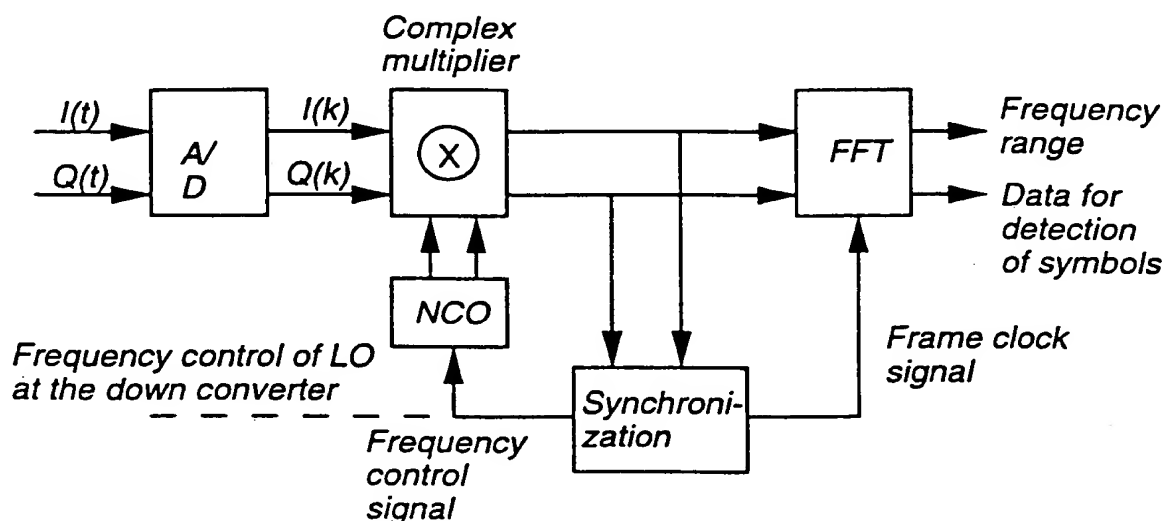 Complex
multiplier
I(t)
I(k)
Q(t)
Q(k)
A/
D
X
FFT
Frequency
range
Data for
detection
of symbols
NCO
Frequency control of LO
at the down converter
Frame clock
signal
Synchroni-
zation
Frequency
control
signal